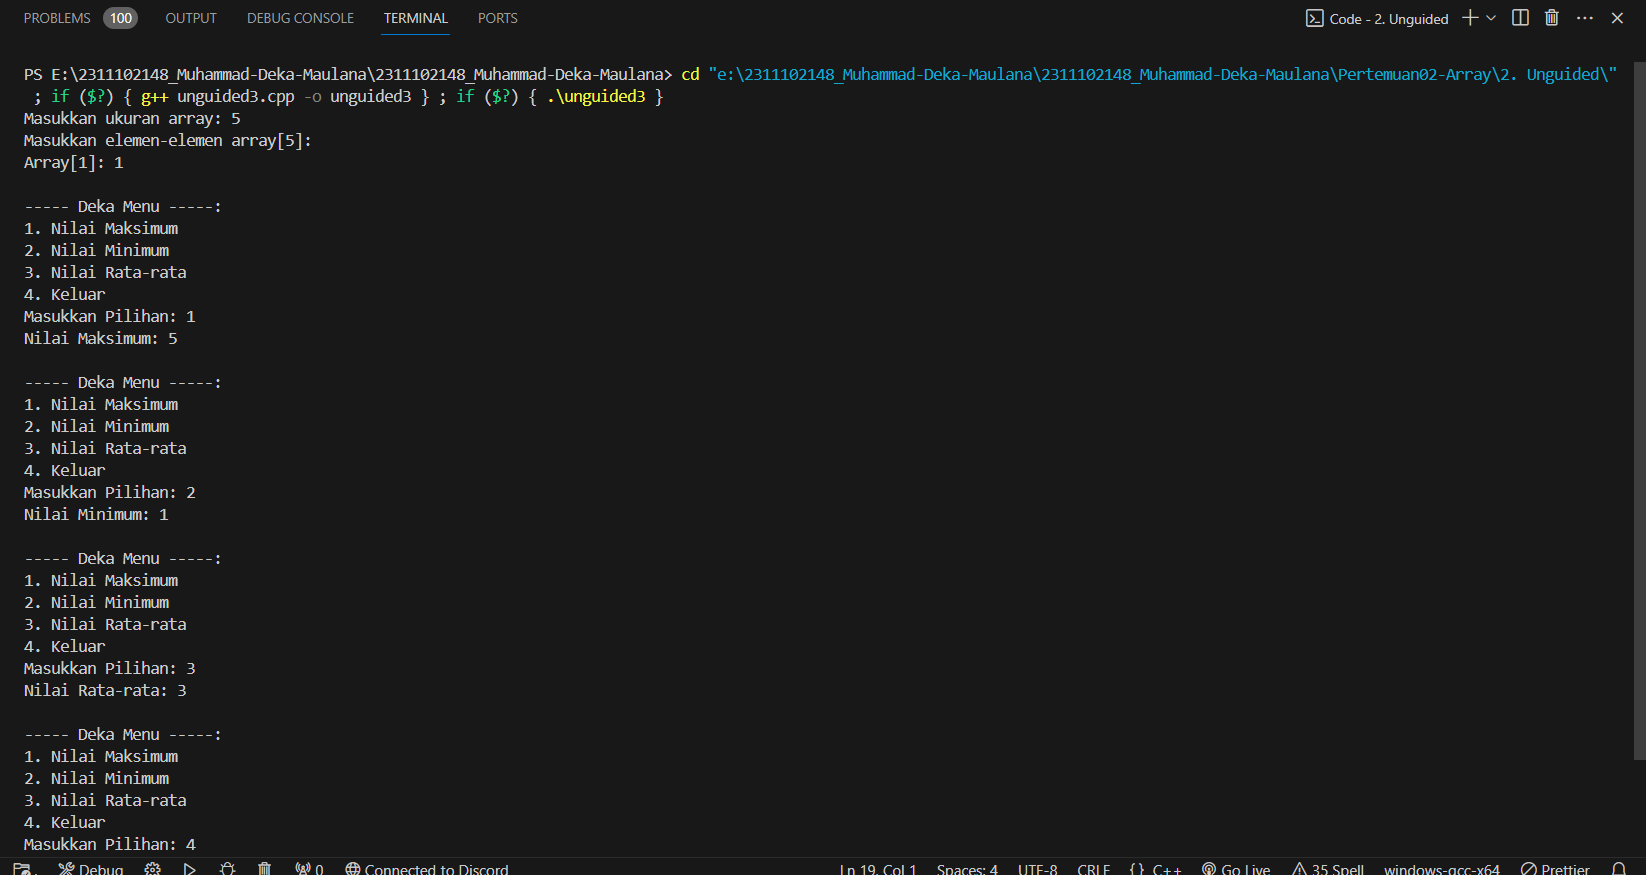 PROBLEMS 100 OUTPUT DEBUG CONSOLE TERMINAL PORTS Code - 2. Unguided
PS E:\2311102148_Muhammad-Deka-Maulana\2311102148_Muhammad-Deka-Maulana> cd "e:\2311102148_Muhammad-Deka-Maulana\2311102148_Muhammad-Deka-Maulana\Pertemuan02-Array\2. Unguided\"
; if ($?) { g++ unguided3.cpp -o unguided3 } ; if ($?) { .\unguided3 }
Masukkan ukuran array: 5
Masukkan elemen-elemen array[5]:
Array[1]: 1
----- Deka Menu -----:
1. Nilai Maksimum
2. Nilai Minimum
3. Nilai Rata-rata
4. Keluar
Masukkan Pilihan: 1
Nilai Maksimum: 5
----- Deka Menu -----:
1. Nilai Maksimum
2. Nilai Minimum
3. Nilai Rata-rata
4. Keluar
Masukkan Pilihan: 2
Nilai Minimum: 1
----- Deka Menu -----:
1. Nilai Maksimum
2. Nilai Minimum
3. Nilai Rata-rata
4. Keluar
Masukkan Pilihan: 3
Nilai Rata-rata: 3
----- Deka Menu -----:
1. Nilai Maksimum
2. Nilai Minimum
3. Nilai Rata-rata
4. Keluar
Masukkan Pilihan: 4
Debug 0 Connected to Discord Ln 19, Col 1 Spaces: 4 UTF-8 CRLF {} C++ Go Live 35 Spell windows-gcc-x64 Prettier